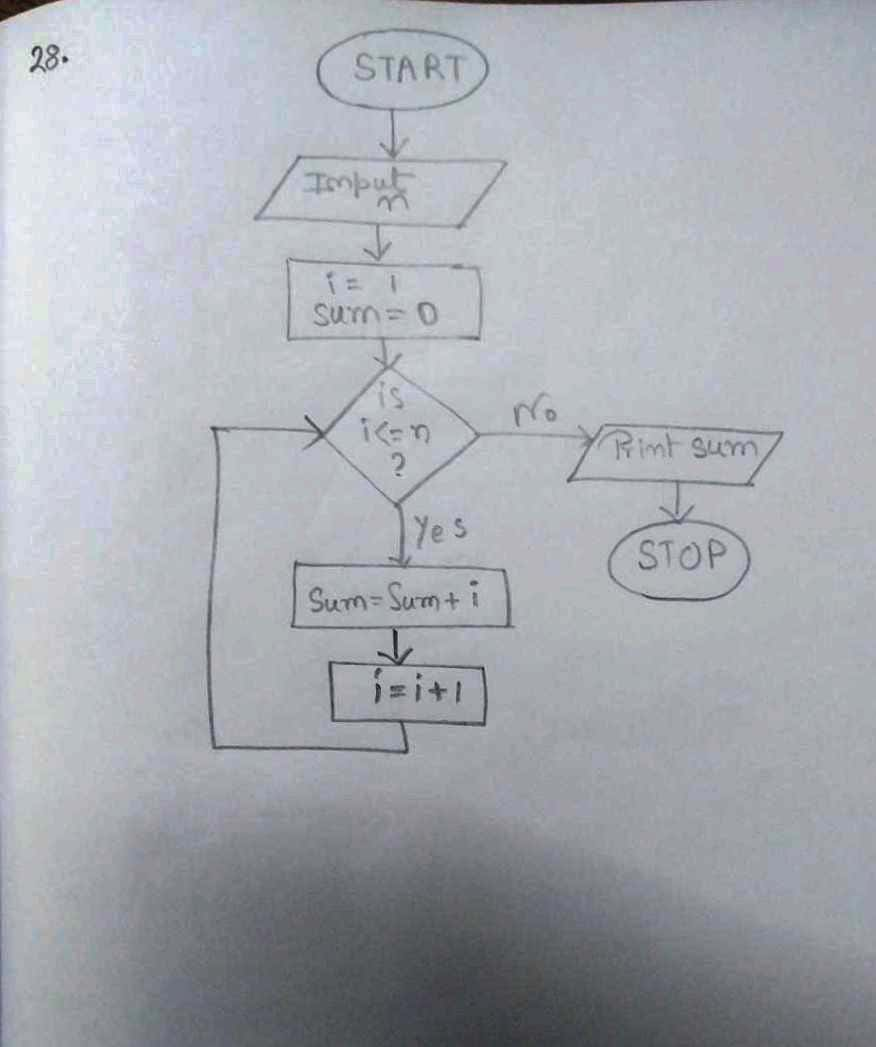 28.
START
Input
n
i = 1
sum = 0
is
i<=n
?
No
Print sum
Yes
STOP
Sum=Sum+ i
i=i+1